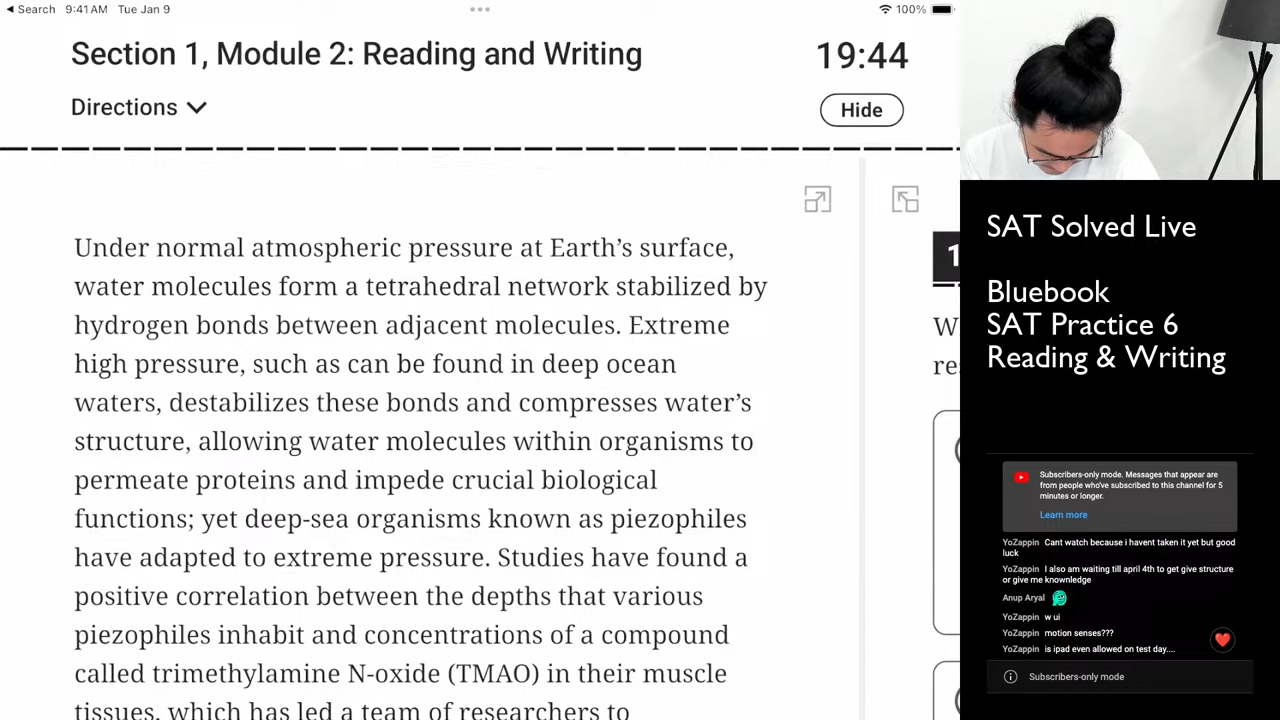 Search 9:41 AM Tue Jan 9
100%
Section 1, Module 2: Reading and Writing
19:44
Directions
Hide
Under normal atmospheric pressure at Earth’s surface,
water molecules form a tetrahedral network stabilized by
hydrogen bonds between adjacent molecules. Extreme
high pressure, such as can be found in deep ocean
waters, destabilizes these bonds and compresses water’s
structure, allowing water molecules within organisms to
permeate proteins and impede crucial biological
functions; yet deep-sea organisms known as piezophiles
have adapted to extreme pressure. Studies have found a
positive correlation between the depths that various
piezophiles inhabit and concentrations of a compound
called trimethylamine N-oxide (TMAO) in their muscle
tissues, which has led a team of researchers to
1
SAT Solved Live
Bluebook
SAT Practice 6
Reading & Writing
Subscribers-only mode. Messages that appear are
from people who've subscribed to this channel for 5
minutes or longer.
Learn more
YoZappin Cant watch because i havent taken it yet but good
luck
YoZappin I also am waiting till april 4th to get give structure
or give me knownledge
Anup Aryal
YoZappin w ui
YoZappin motion senses???
YoZappin is ipad even allowed on test day....
Subscribers-only mode